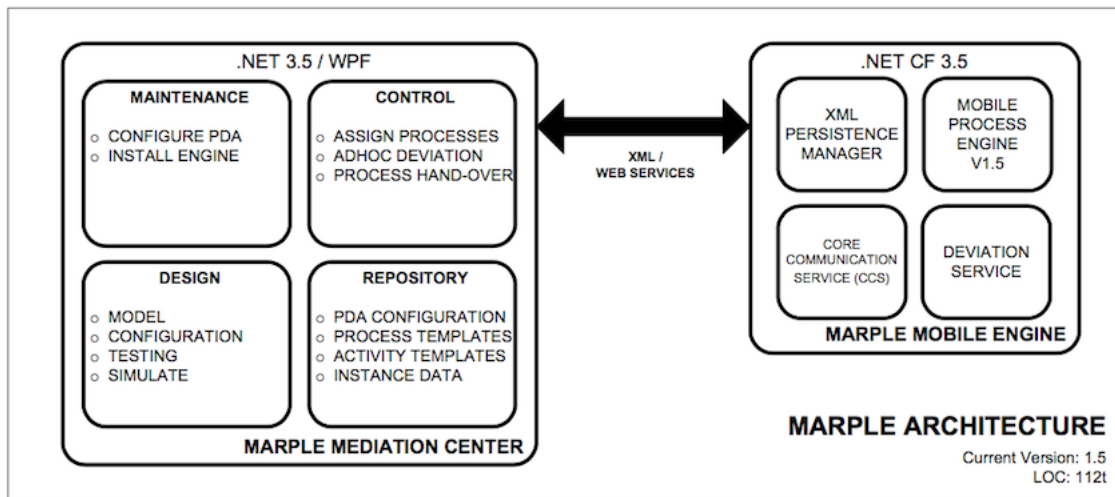 .NET 3.5 / WPF
MAINTENANCE
○ CONFIGURE PDA
○ INSTALL ENGINE
CONTROL
○ ASSIGN PROCESSES
○ ADHOC DEVIATION
○ PROCESS HAND-OVER
DESIGN
○ MODEL
○ CONFIGURATION
○ TESTING
○ SIMULATE
REPOSITORY
○ PDA CONFIGURATION
○ PROCESS TEMPLATES
○ ACTIVITY TEMPLATES
○ INSTANCE DATA
MARPLE MEDIATION CENTER
XML /
WEB SERVICES
.NET CF 3.5
XML
PERSISTENCE
MANAGER
MOBILE
PROCESS
ENGINE
V1.5
CORE
COMMUNICATION
SERVICE (CCS)
DEVIATION
SERVICE
MARPLE MOBILE ENGINE
MARPLE ARCHITECTURE
Current Version: 1.5
LOC: 112t